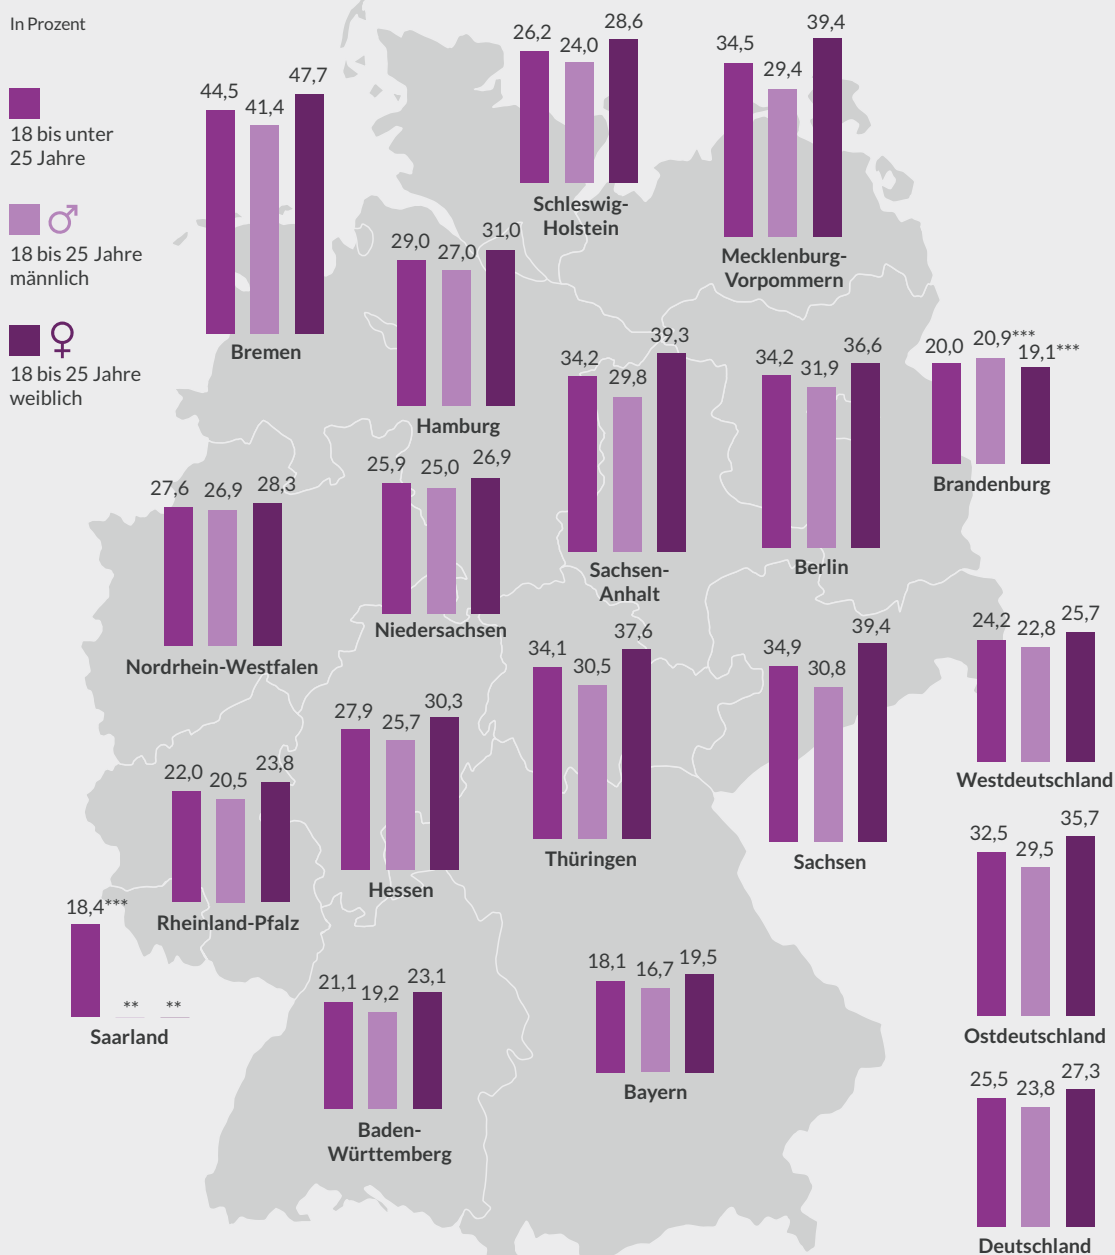 In Prozent
18 bis unter
25 Jahre
♂
18 bis 25 Jahre
männlich
♀
18 bis 25 Jahre
weiblich
44,5 41,4 47,7
Bremen
26,2 24,0 28,6
Schleswig-
Holstein
34,5 29,4 39,4
Mecklenburg-
Vorpommern
29,0 27,0 31,0
Hamburg
34,2 29,8 39,3
Sachsen-
Anhalt
34,2 31,9 36,6
Berlin
20,0 20,9*** 19,1***
Brandenburg
27,6 26,9 28,3
Nordrhein-Westfalen
25,9 25,0 26,9
Niedersachsen
34,1 30,5 37,6
Thüringen
34,9 30,8 39,4
Sachsen
24,2 22,8 25,7
Westdeutschland
27,9 25,7 30,3
Hessen
22,0 20,5 23,8
Rheinland-Pfalz
32,5 29,5 35,7
Ostdeutschland
18,4*** ** **
Saarland
21,1 19,2 23,1
Baden-
Württemberg
18,1 16,7 19,5
Bayern
25,5 23,8 27,3
Deutschland